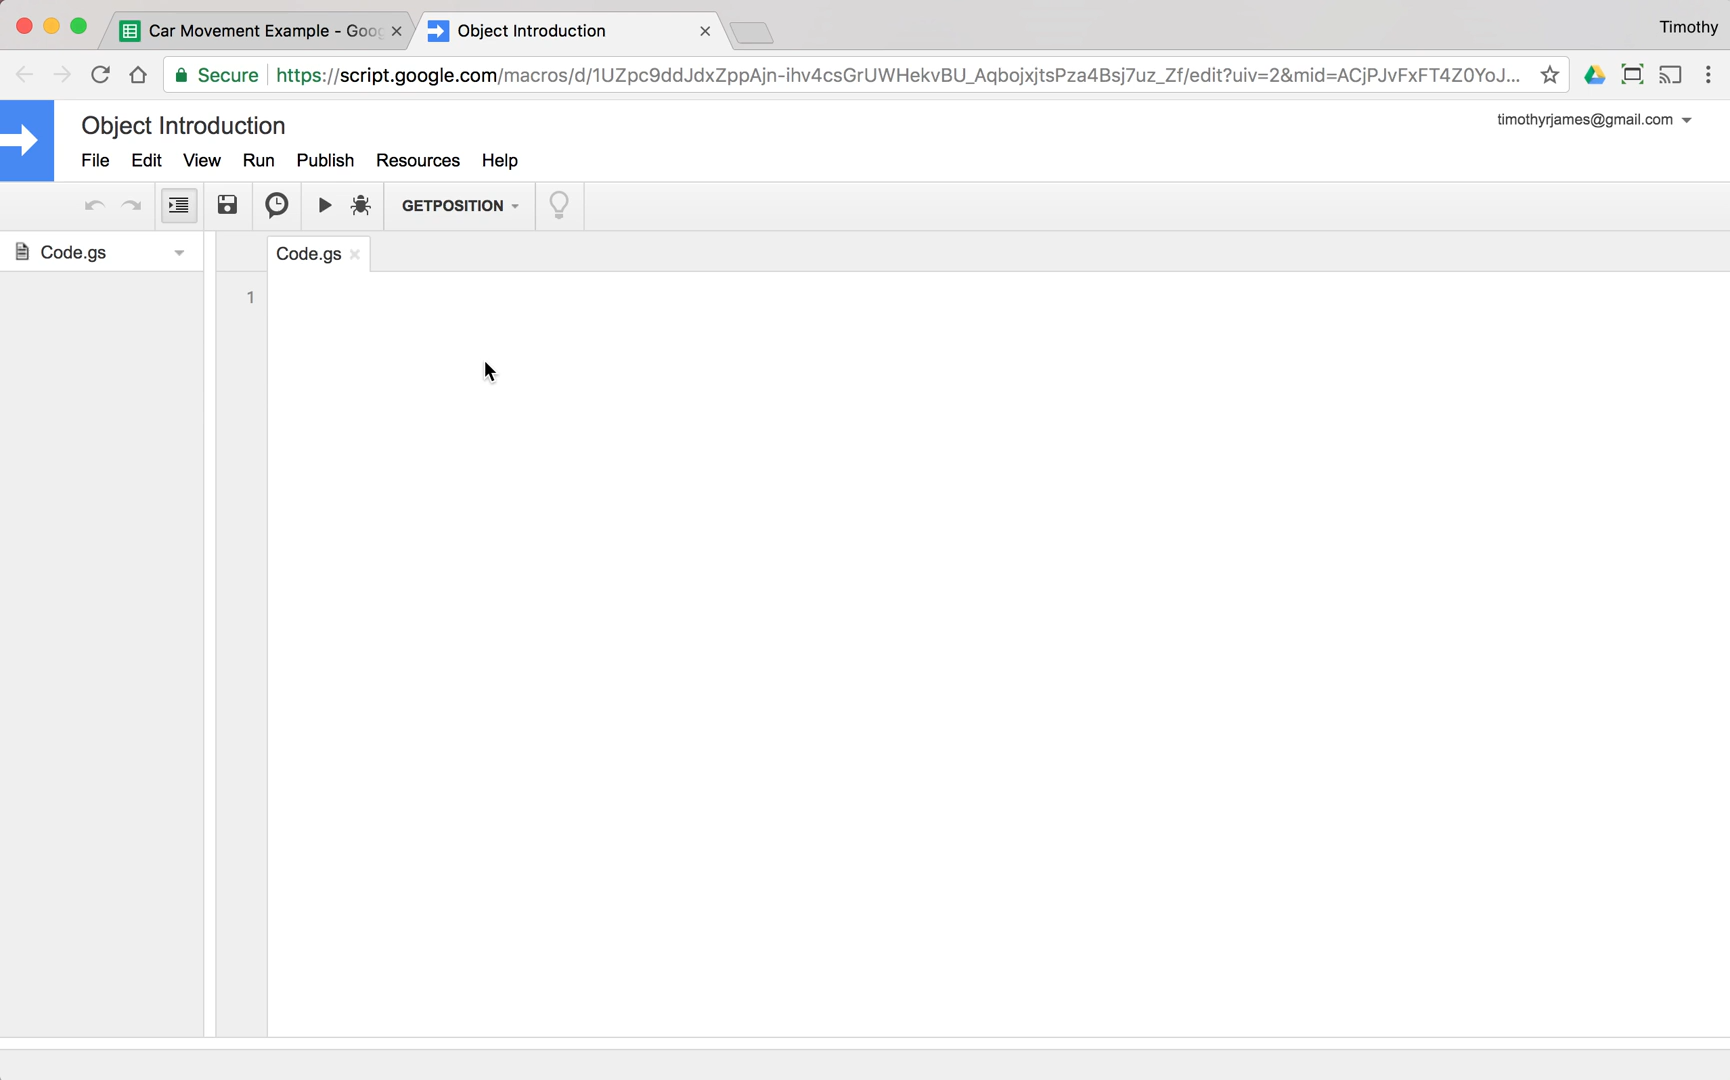 Car Movement Example - Goog
Object Introduction
Timothy
Secure
https://script.google.com/macros/d/1UZpc9ddJdxZppAjn-ihv4csGrUWHekvBU_AqbojxjtsPza4Bsj7uz_Zf/edit?uiv=2&mid=ACjPJvFxFT4Z0YoJ...
Object Introduction
timothyrjames@gmail.com
File Edit View Run Publish Resources Help
GETPOSITION
Code.gs
Code.gs
1